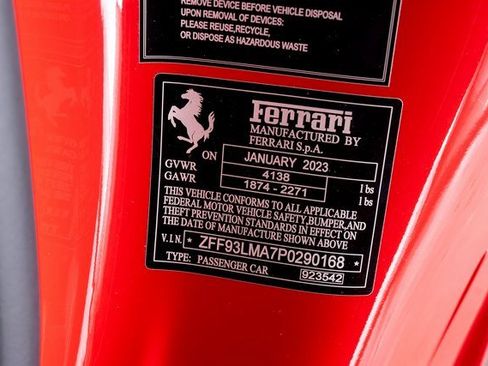 REMOVE DEVICE BEFORE VEHICLE DISPOSAL
UPON REMOVAL OF DEVICES:
PLEASE REUSE,RECYCLE,
OR DISPOSE AS HAZARDOUS WASTE
Ferrari
MANUFACTURED BY
FERRARI S.p.A.
ON JANUARY 2023
GVWR 4138 lbs
GAWR 1874 - 2271 lbs
THIS VEHICLE CONFORMS TO ALL APPLICABLE
FEDERAL MOTOR VEHICLE SAFETY,BUMPER,AND
THEFT PREVENTION STANDARDS IN EFFECT ON
THE DATE OF MANUFACTURE SHOWN ABOVE
V.I.N. * ZFF93LMA7P0290168 *
TYPE: PASSENGER CAR 923542